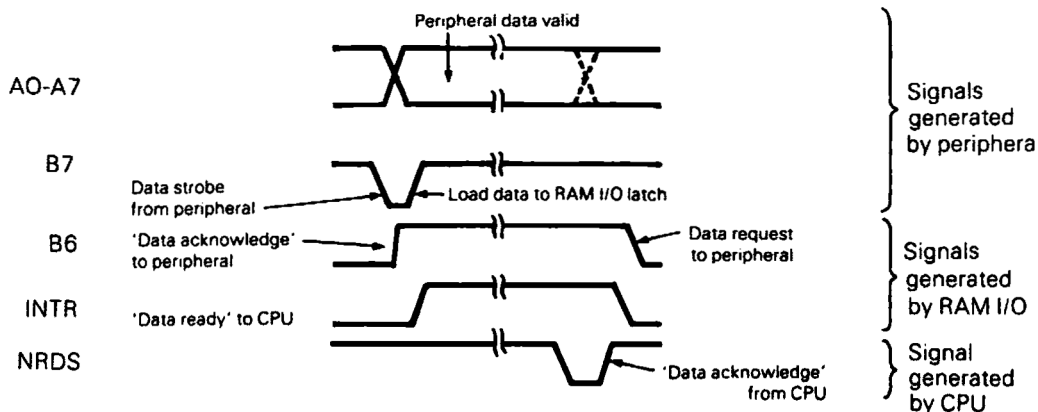 Peripheral data valid
AO-A7
Signals
generated
by periphera
B7
Data strobe
from peripheral
Load data to RAM I/O latch
B6
'Data acknowledge'
to peripheral
Data request
to peripheral
Signals
generated
by RAM I/O
INTR
'Data ready' to CPU
NRDS
'Data acknowledge'
from CPU
Signal
generated
by CPU